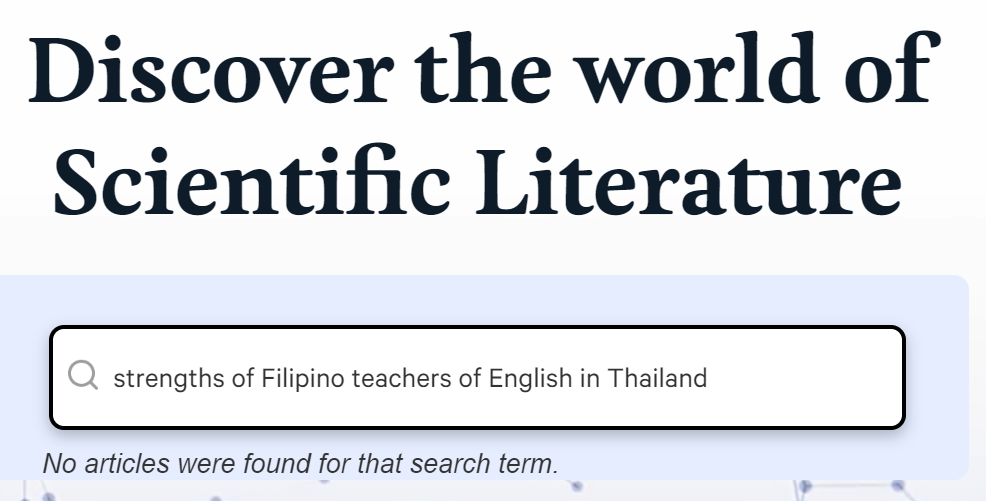 Discover the world of
Scientific Literature
strengths of Filipino teachers of English in Thailand
No articles were found for that search term.